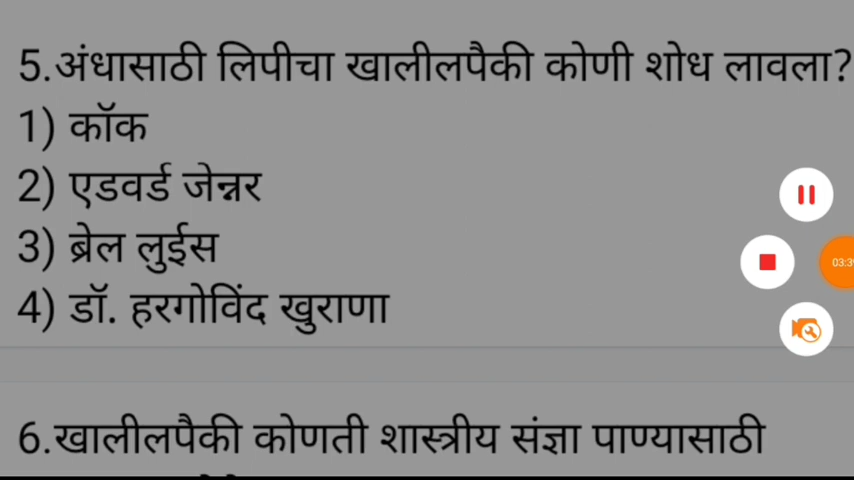 5.अंधासाठी लिपीचा खालीलपैकी कोणी शोध लावला?
1) कॉक
2) एडवर्ड जेन्नर
3) ब्रेल लुईस
4) डॉ. हरगोविंद खुराणा
6.खालीलपैकी कोणती शास्त्रीय संज्ञा पाण्यासाठी